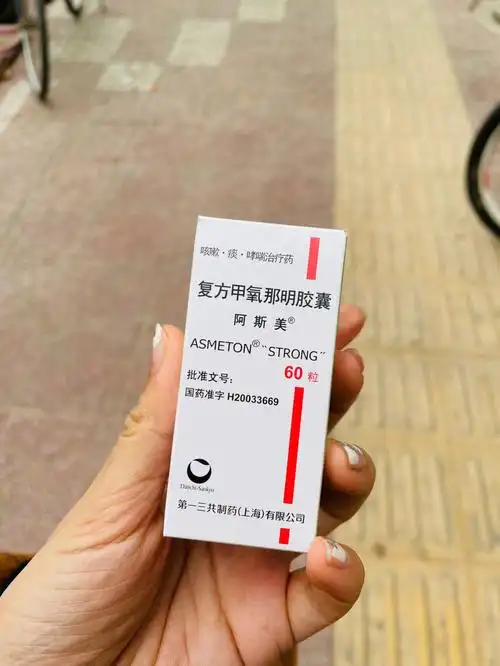 咳嗽·痰·哮喘治疗药
复方甲氧那明胶囊
阿斯美®
ASMETON® "STRONG"
60粒
批准文号：
国药准字 H20033669
Daiichi-Sankyo
第一三共制药(上海)有限公司